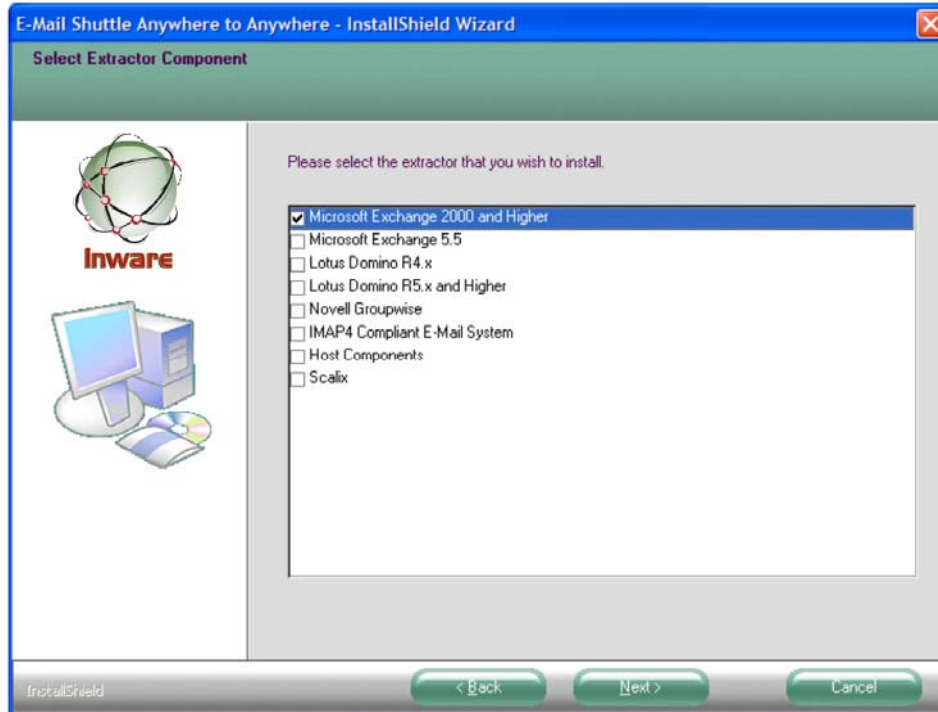 E-Mail Shuttle Anywhere to Anywhere - InstallShield Wizard
Select Extractor Component
Inware
Please select the extractor that you wish to install.
Microsoft Exchange 2000 and Higher
Microsoft Exchange 5.5
Lotus Domino R4.x
Lotus Domino R5.x and Higher
Novell Groupwise
IMAP4 Compliant E-Mail System
Host Components
Scalix
InstallShield
< Back
Next >
Cancel